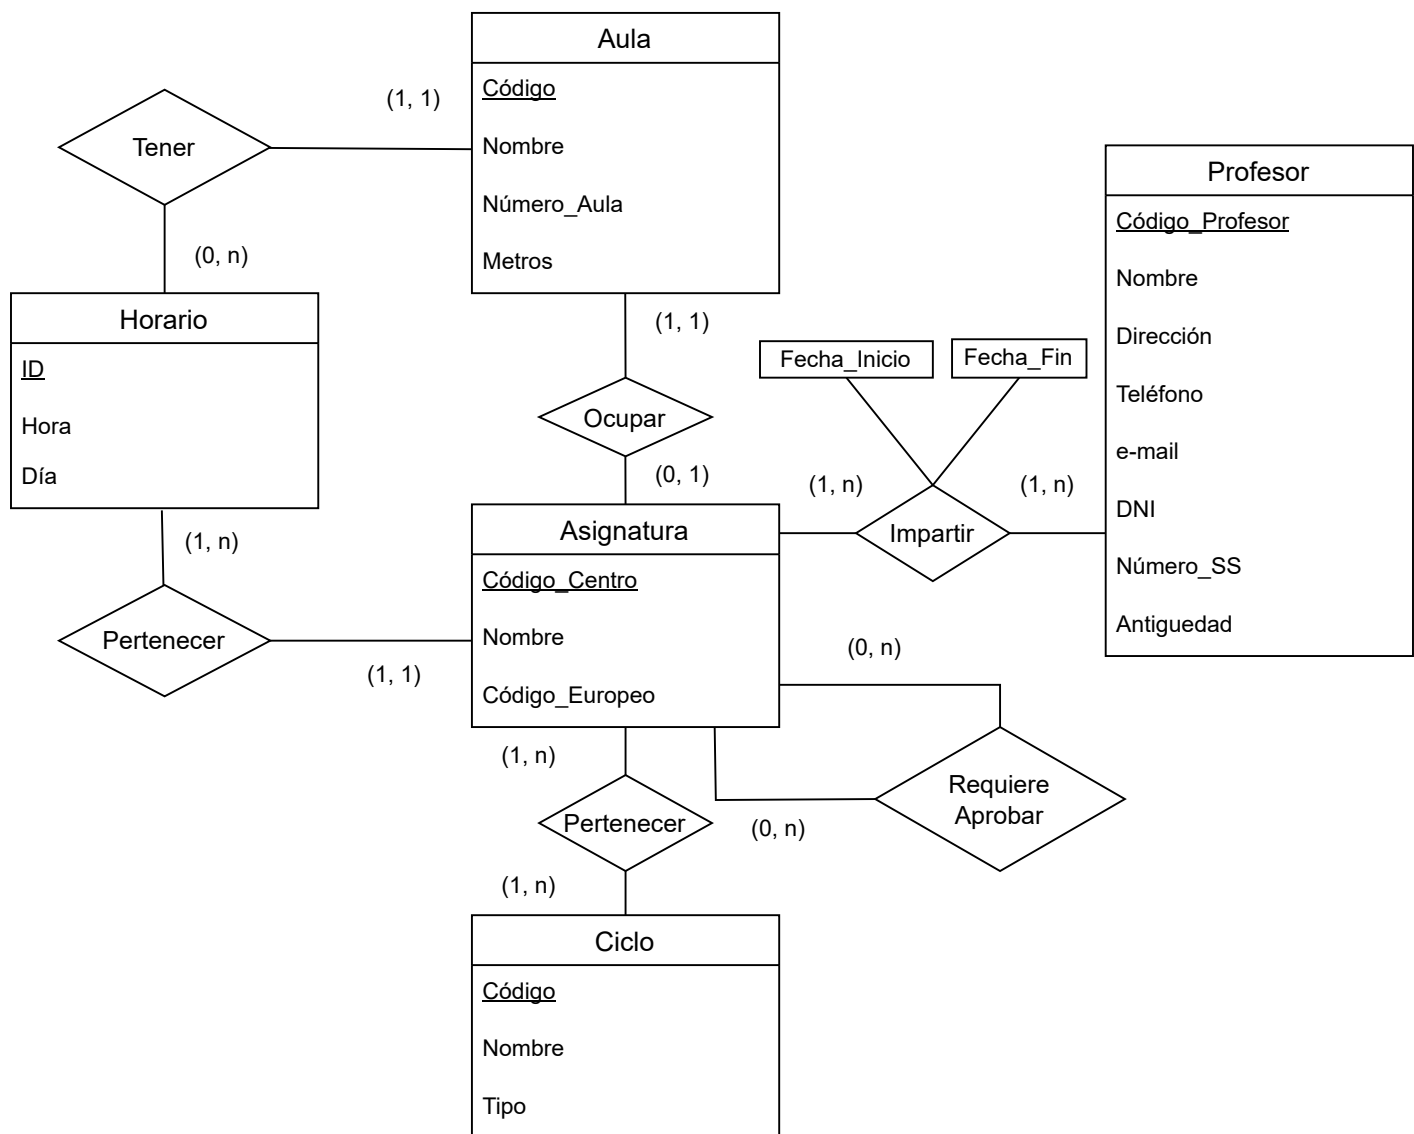 Aula
Código
Nombre
Número_Aula
Metros
(1, 1)
Tener
(0, n)
Horario
ID
Hora
Día
(1, 1)
Ocupar
(0, 1)
Fecha_Inicio
Fecha_Fin
(1, n)
Impartir
(1, n)
Profesor
Código_Profesor
Nombre
Dirección
Teléfono
e-mail
DNI
Número_SS
Antiguedad
(1, n)
Pertenecer
(1, 1)
Asignatura
Código_Centro
Nombre
Código_Europeo
(0, n)
Requiere
Aprobar
(0, n)
(1, n)
Pertenecer
(1, n)
Ciclo
Código
Nombre
Tipo